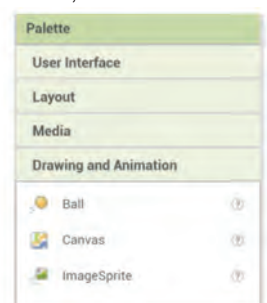 Palette
User Interface
Layout
Media
Drawing and Animation
Ball
Canvas
ImageSprite